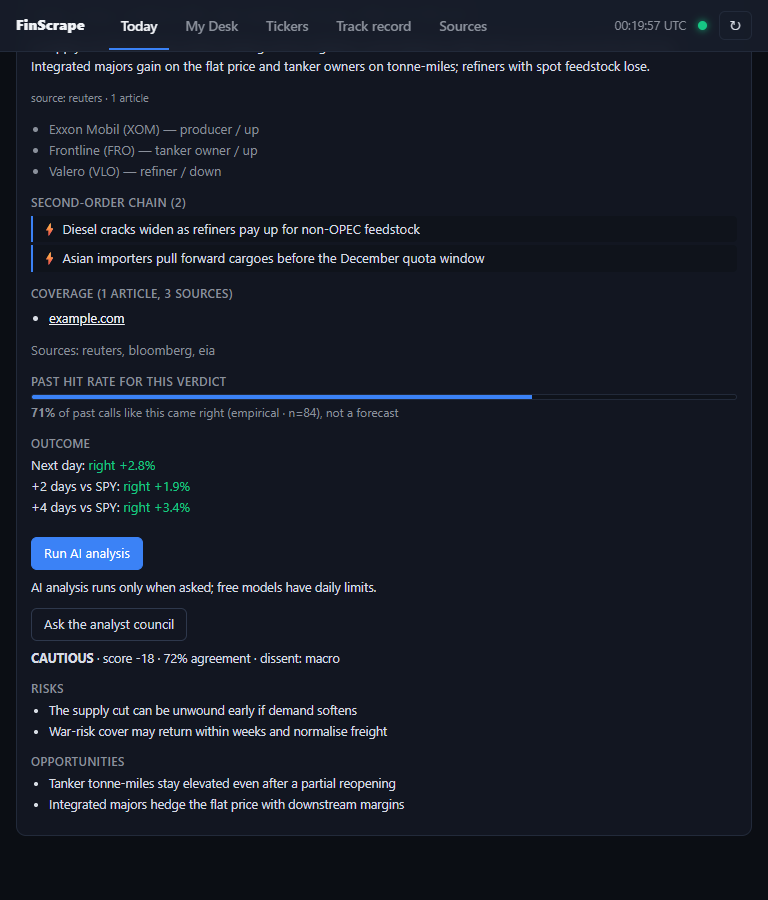 FinScrape Today My Desk Tickers Track record Sources 00:19:57 UTC
Integrated majors gain on the flat price and tanker owners on tonne-miles; refiners with spot feedstock lose.
source: reuters · 1 article
Exxon Mobil (XOM) — producer / up
Frontline (FRO) — tanker owner / up
Valero (VLO) — refiner / down
SECOND-ORDER CHAIN (2)
Diesel cracks widen as refiners pay up for non-OPEC feedstock
Asian importers pull forward cargoes before the December quota window
COVERAGE (1 ARTICLE, 3 SOURCES)
example.com
Sources: reuters, bloomberg, eia
PAST HIT RATE FOR THIS VERDICT
71% of past calls like this came right (empirical · n=84), not a forecast
OUTCOME
Next day: right +2.8%
+2 days vs SPY: right +1.9%
+4 days vs SPY: right +3.4%
Run AI analysis
AI analysis runs only when asked; free models have daily limits.
Ask the analyst council
CAUTIOUS · score -18 · 72% agreement · dissent: macro
RISKS
The supply cut can be unwound early if demand softens
War-risk cover may return within weeks and normalise freight
OPPORTUNITIES
Tanker tonne-miles stay elevated even after a partial reopening
Integrated majors hedge the flat price with downstream margins